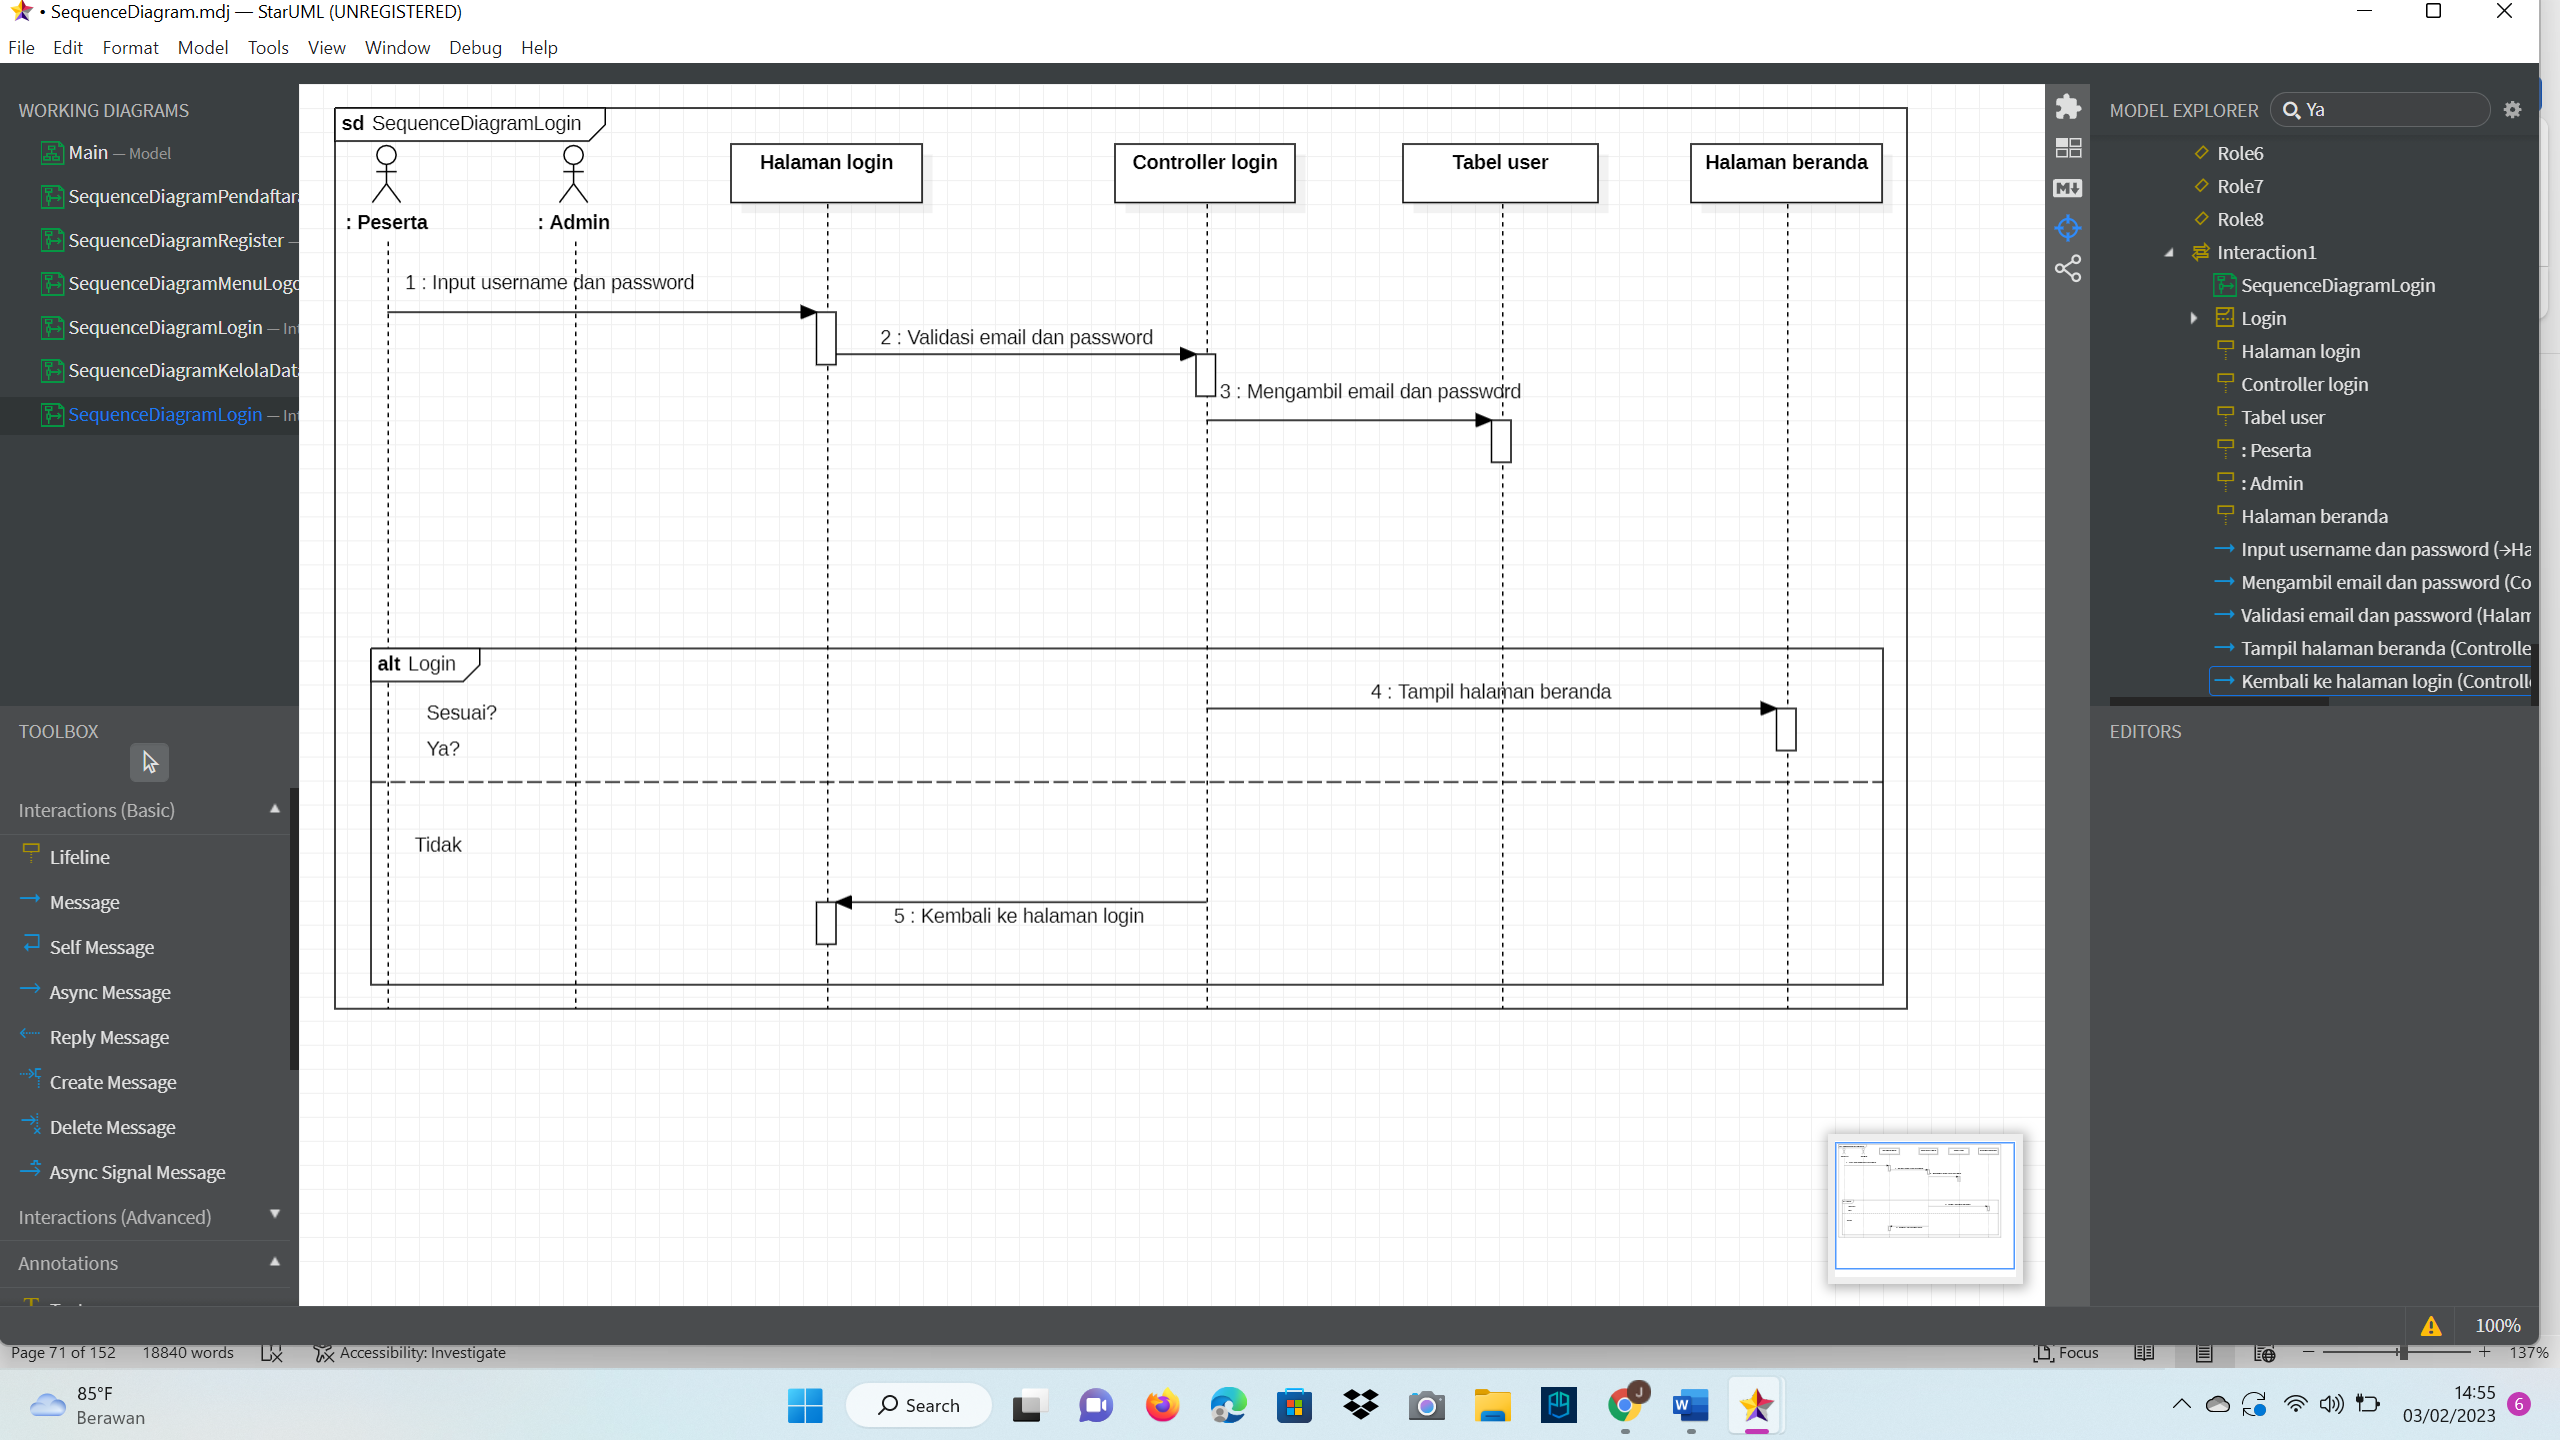 • SequenceDiagram.mdj — StarUML (UNREGISTERED)
File Edit Format Model Tools View Window Debug Help
WORKING DIAGRAMS
Main — Model
SequenceDiagramPendaftar
SequenceDiagramRegister —
SequenceDiagramMenuLogo
SequenceDiagramLogin — Int
SequenceDiagramKelolaData
SequenceDiagramLogin — Int
TOOLBOX
Interactions (Basic)
Lifeline
Message
Self Message
Async Message
Reply Message
Create Message
Delete Message
Async Signal Message
Interactions (Advanced)
Annotations
sd SequenceDiagramLogin
: Peserta
: Admin
Halaman login
Controller login
Tabel user
Halaman beranda
1 : Input username dan password
2 : Validasi email dan password
3 : Mengambil email dan password
alt Login
4 : Tampil halaman beranda
Sesuai?
Ya?
Tidak
5 : Kembali ke halaman login
MODEL EXPLORER
Ya
Role6
Role7
Role8
Interaction1
SequenceDiagramLogin
Login
Halaman login
Controller login
Tabel user
: Peserta
: Admin
Halaman beranda
Input username dan password (→Ha
Mengambil email dan password (Co
Validasi email dan password (Halam
Tampil halaman beranda (Controlle
Kembali ke halaman login (Controll
EDITORS
100%
Page 71 of 152 18840 words Accessibility: Investigate
Focus
137%
85°F
Berawan
Search
J
14:55
03/02/2023
6